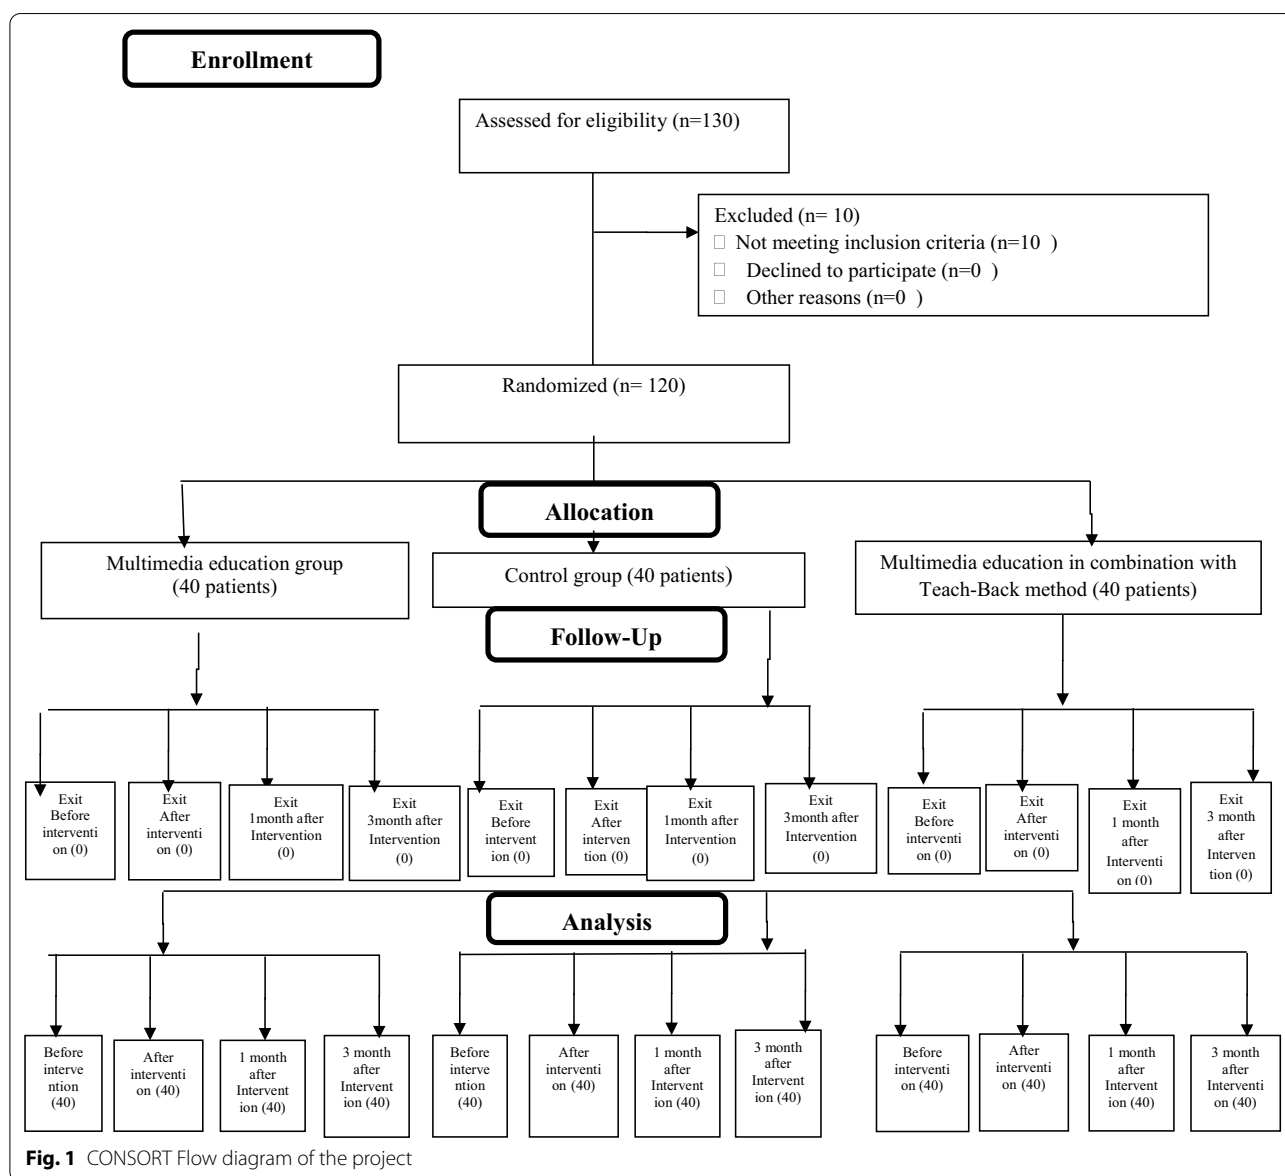 Enrollment
Assessed for eligibility (n=130)
Excluded (n= 10)
□ Not meeting inclusion criteria (n=10 )
□ Declined to participate (n=0 )
□ Other reasons (n=0 )
Randomized (n= 120)
Allocation
Multimedia education group
(40 patients)
Control group (40 patients)
Multimedia education in combination with
Teach-Back method (40 patients)
Follow-Up
Exit
Before
interventi
on (0)
Exit
After
interventi
on (0)
Exit
1month after
Intervention
(0)
Exit
3month after
Intervention
(0)
Exit
Before
intervent
ion (0)
Exit
After
interven
tion (0)
Exit
1month after
Intervention
(0)
Exit
3month after
Intervention
(0)
Exit
Before
interventi
on (0)
Exit
After
interventi
on (0)
Exit
1 month
after
Interventi
on (0)
Exit
3 month
after
Interven
tion (0)
Analysis
Before
interve
ntion
(40)
After
interventi
on (40)
1 month
after
Intervent
ion (40)
3 month
after
Intervent
ion (40)
Before
interve
ntion
(40)
After
interventi
on (40)
1 month
after
Intervent
ion (40)
3 month
after
Intervent
ion (40)
Before
interventi
on (40)
After
interventi
on (40)
1 month
after
Intervent
ion (40)
3 month
after
Interventi
on (40)
Fig. 1 CONSORT Flow diagram of the project